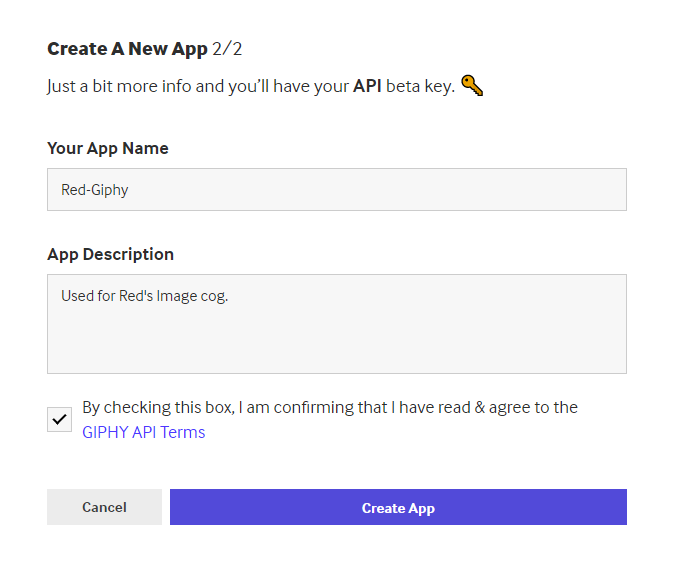 Create A New App 2/2
Just a bit more info and you’ll have your API beta key.
Your App Name
Red-Giphy
App Description
Used for Red's Image cog.
By checking this box, I am confirming that I have read & agree to the
GIPHY API Terms
Cancel
Create App